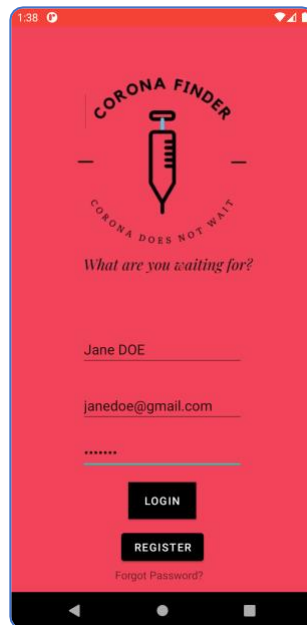 1:38
CORONA FINDER
CORONA DOES NOT WAIT
What are you waiting for?
Jane DOE
janedoe@gmail.com
•••••••
LOGIN
REGISTER
Forgot Password?